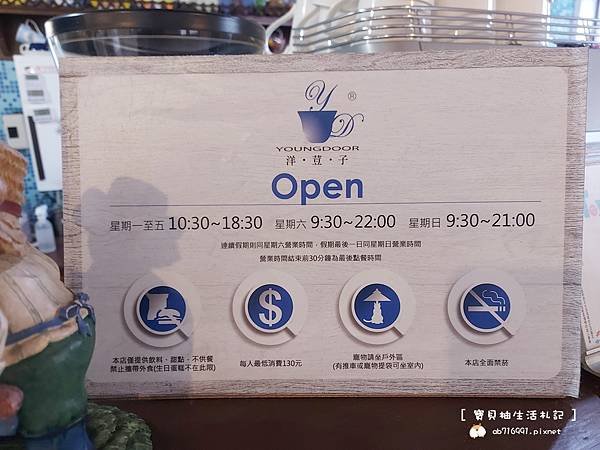 YD®
YOUNGDOOR
洋・荳・子
Open
星期一至五 10:30~18:30 星期六 9:30~22:00 星期日 9:30~21:00
連續假期則同星期六營業時間，假期最後一日同星期日營業時間
營業時間結束前30分鐘為最後點餐時間
本店僅提供飲料、甜點，不供餐
禁止攜帶外食(生日蛋糕不在此限)
每人最低消費130元
寵物請坐戶外區
(有推車或寵物提袋可坐室內)
本店全面禁菸
[ 寶貝柚生活札記 ]
ab716991.pixnet